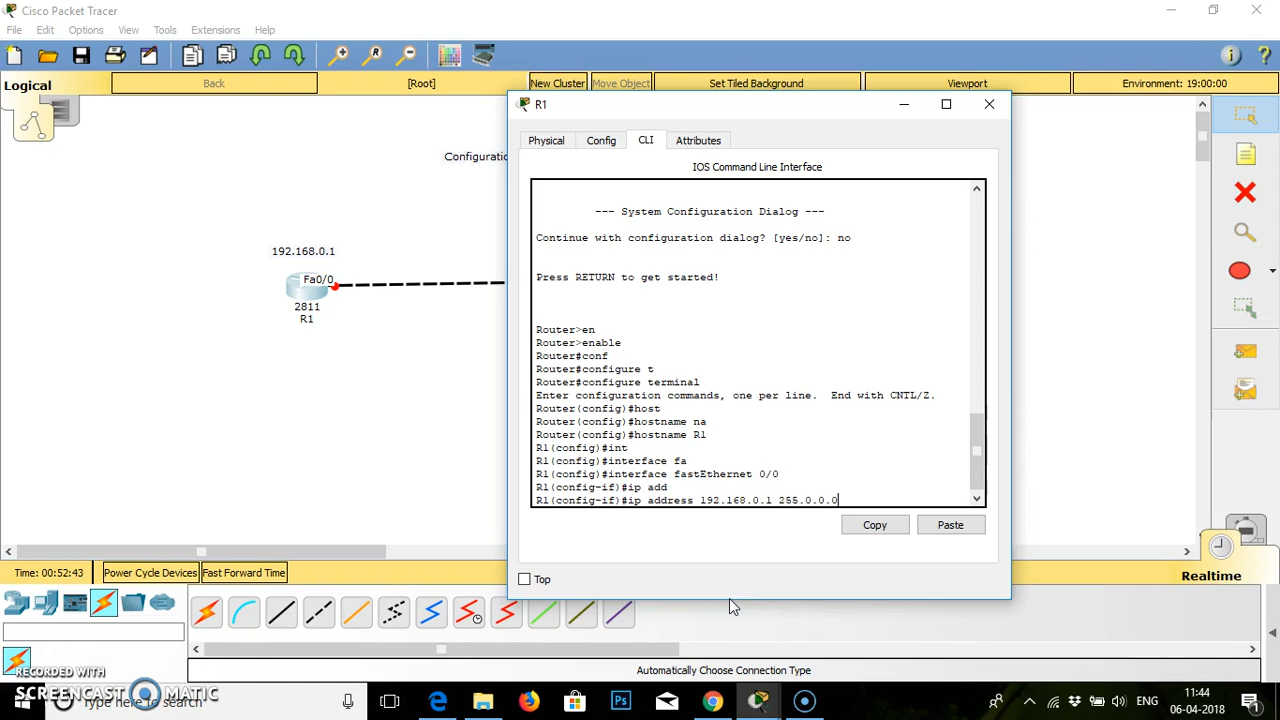 Cisco Packet Tracer
File Edit Options View Tools Extensions Help
Logical Back [Root] New Cluster Move Object Set Tiled Background Viewport Environment: 19:00:00
Configuratio
192.168.0.1
Fa0/0
2811
R1
R1
Physical Config CLI Attributes
IOS Command Line Interface
--- System Configuration Dialog ---
Continue with configuration dialog? [yes/no]: no
Press RETURN to get started!
Router>en
Router>enable
Router#conf
Router#configure t
Router#configure terminal
Enter configuration commands, one per line. End with CNTL/Z.
Router(config)#host
Router(config)#hostname na
Router(config)#hostname R1
R1(config)#int
R1(config)#interface fa
R1(config)#interface fastEthernet 0/0
R1(config-if)#ip add
R1(config-if)#ip address 192.168.0.1 255.0.0.0
Copy Paste
Top
Time: 00:52:43 Power Cycle Devices Fast Forward Time Realtime
Automatically Choose Connection Type
RECORDED WITH
SCREENCAST MATIC
Type here to search
ENG
11:44
06-04-2018
1